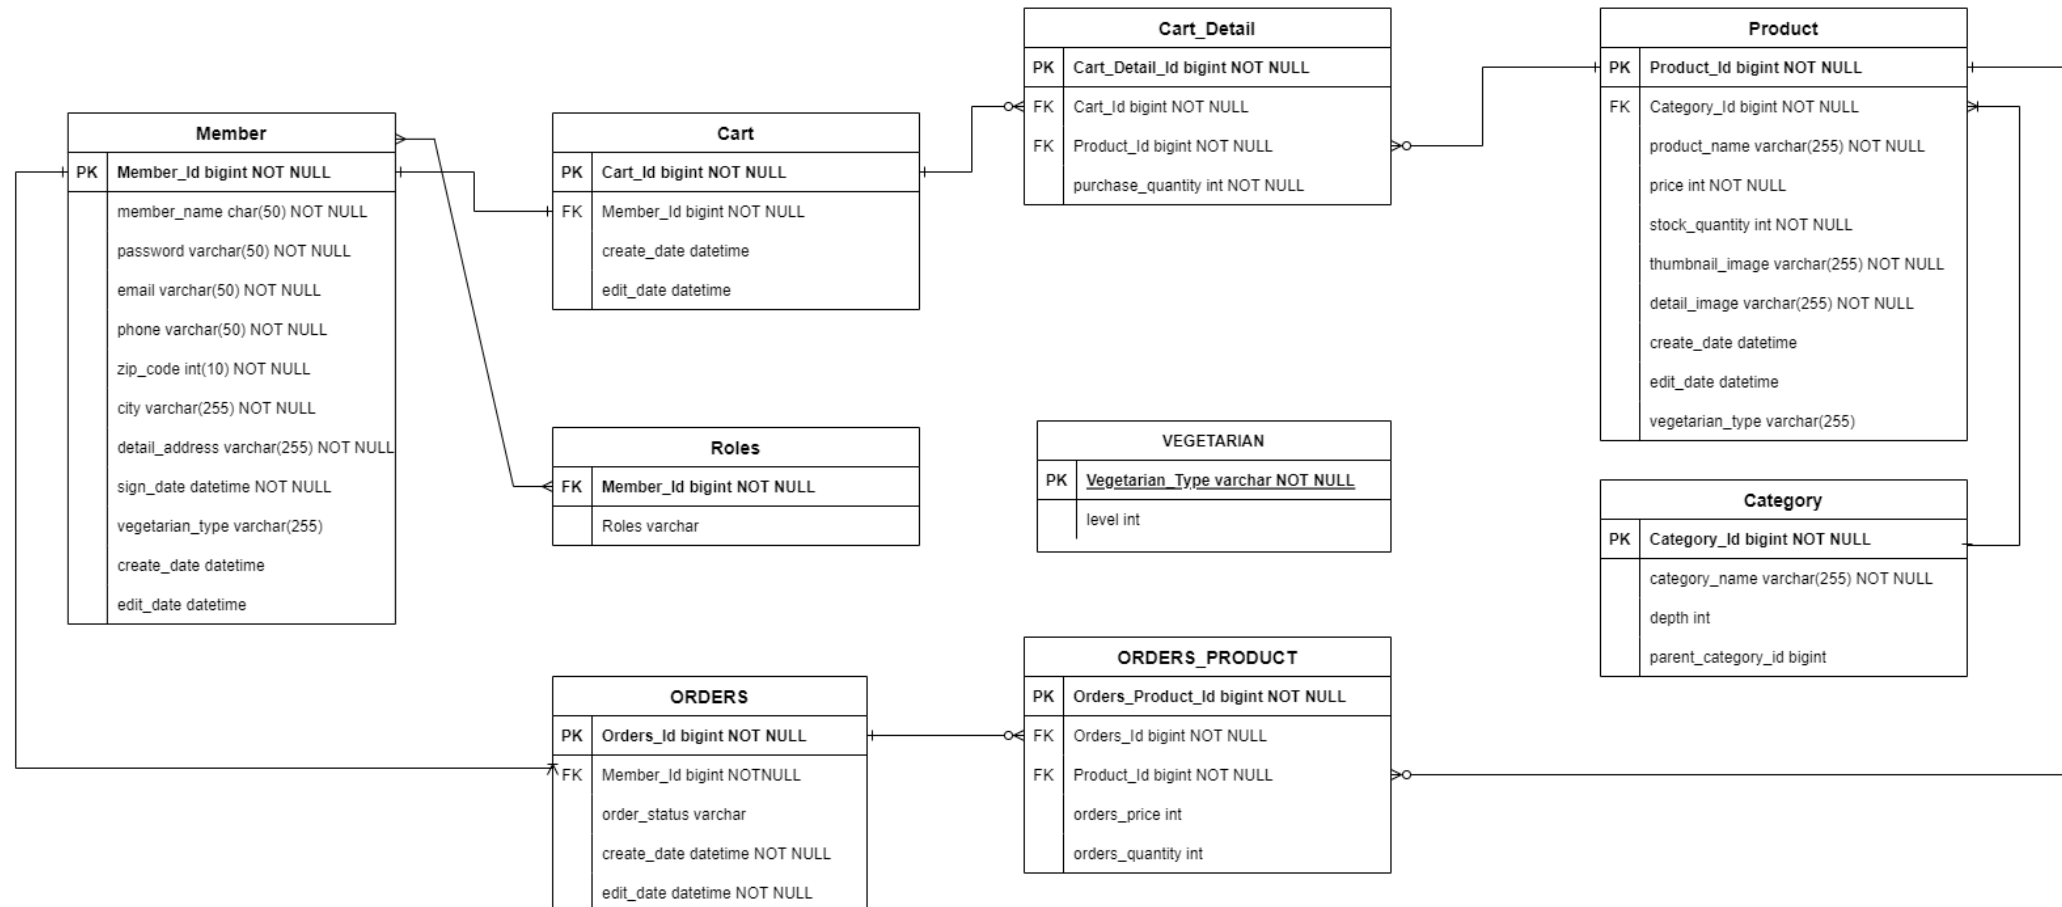 Member
PK Member_Id bigint NOT NULL
member_name char(50) NOT NULL
password varchar(50) NOT NULL
email varchar(50) NOT NULL
phone varchar(50) NOT NULL
zip_code int(10) NOT NULL
city varchar(255) NOT NULL
detail_address varchar(255) NOT NULL
sign_date datetime NOT NULL
vegetarian_type varchar(255)
create_date datetime
edit_date datetime
Cart
PK Cart_Id bigint NOT NULL
FK Member_Id bigint NOT NULL
create_date datetime
edit_date datetime
Roles
FK Member_Id bigint NOT NULL
Roles varchar
ORDERS
PK Orders_Id bigint NOT NULL
FK Member_Id bigint NOTNULL
order_status varchar
create_date datetime NOT NULL
edit_date datetime NOT NULL
Cart_Detail
PK Cart_Detail_Id bigint NOT NULL
FK Cart_Id bigint NOT NULL
FK Product_Id bigint NOT NULL
purchase_quantity int NOT NULL
VEGETARIAN
PK Vegetarian_Type varchar NOT NULL
level int
ORDERS_PRODUCT
PK Orders_Product_Id bigint NOT NULL
FK Orders_Id bigint NOT NULL
FK Product_Id bigint NOT NULL
orders_price int
orders_quantity int
Product
PK Product_Id bigint NOT NULL
FK Category_Id bigint NOT NULL
product_name varchar(255) NOT NULL
price int NOT NULL
stock_quantity int NOT NULL
thumbnail_image varchar(255) NOT NULL
detail_image varchar(255) NOT NULL
create_date datetime
edit_date datetime
vegetarian_type varchar(255)
Category
PK Category_Id bigint NOT NULL
category_name varchar(255) NOT NULL
depth int
parent_category_id bigint